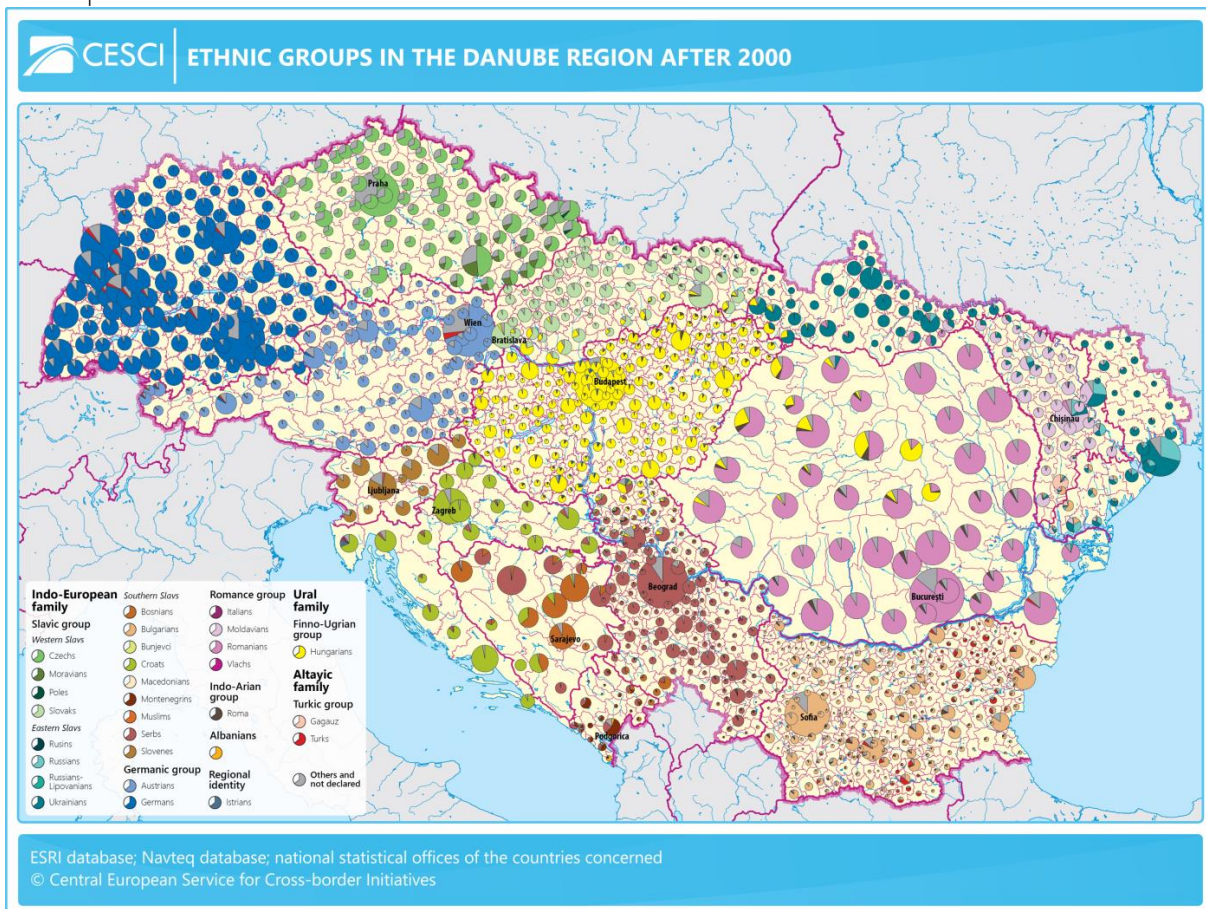 CESCI
ETHNIC GROUPS IN THE DANUBE REGION AFTER 2000
Praha
Wien
Bratislava
Budapest
Chișinău
Ljubljana
Zagreb
Beograd
București
Sarajevo
Sofia
Podgorica
Indo-European
family
Slavic group
Western Slavs
Czechs
Moravians
Poles
Slovaks
Eastern Slavs
Rusins
Russians
Russians-
Lipovanians
Ukrainians
Southern Slavs
Bosnians
Bulgarians
Bunjevci
Croats
Macedonians
Montenegrins
Muslims
Serbs
Slovenes
Germanic group
Austrians
Germans
Romance group
Italians
Moldavians
Romanians
Vlachs
Indo-Arian
group
Roma
Albanians
Regional
identity
Istrians
Ural
family
Finno-Ugrian
group
Hungarians
Altayic
family
Turkic group
Gagauz
Turks
Others and
not declared
ESRI database; Navteq database; national statistical offices of the countries concerned
© Central European Service for Cross-border Initiatives